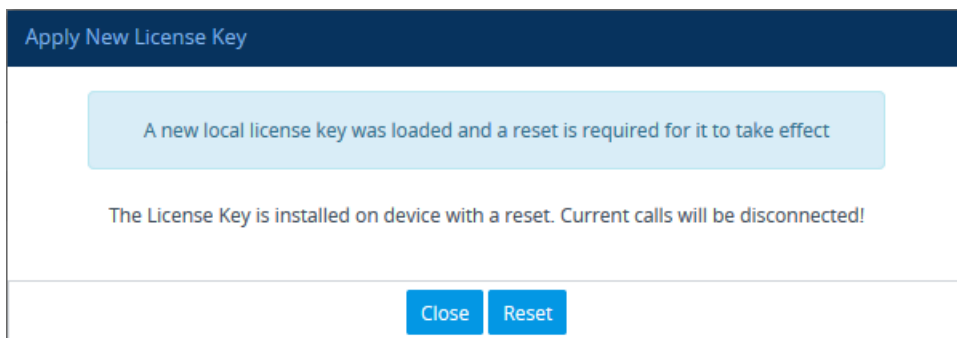 Apply New License Key
A new local license key was loaded and a reset is required for it to take effect
The License Key is installed on device with a reset. Current calls will be disconnected!
Close Reset